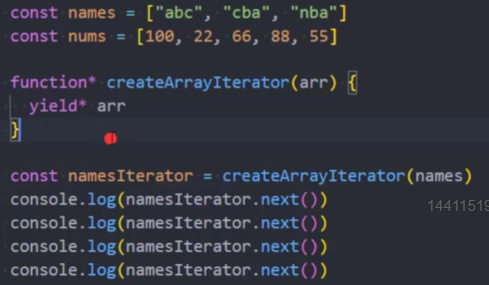 const names = ["abc", "cba", "nba"]
const nums = [100, 22, 66, 88, 55]
function* createArrayIterator(arr) {
yield* arr
}
const namesIterator = createArrayIterator(names)
console.log(namesIterator.next())
14411519
console.log(namesIterator.next())
console.log(namesIterator.next())
console.log(namesIterator.next())